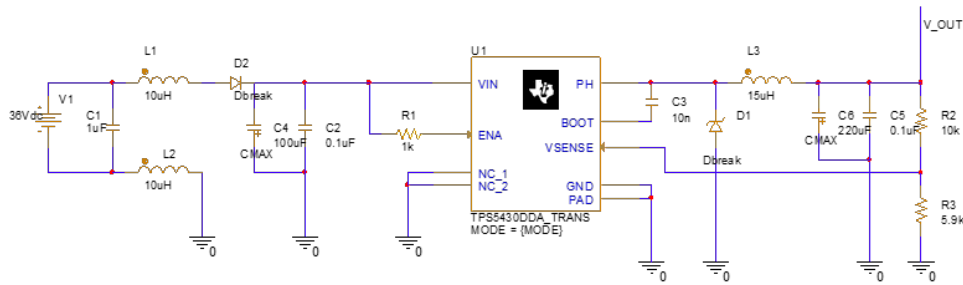 V_OUT
L1
10uH
D2
Dbreak
U1
VIN
PH
L3
15uH
36Vdc
V1
C1
1uF
C4
100uF
CMAX
C2
0.1uF
R1
1k
ENA
C3
10n
BOOT
D1
Dbreak
C6
220uF
CMAX
C5
0.1uF
R2
10k
VSENSE
L2
10uH
NC_1
NC_2
GND
PAD
R3
5.9k
TPS5430DDA_TRANS
MODE = {MODE}
0
0
0
0
0
0
0